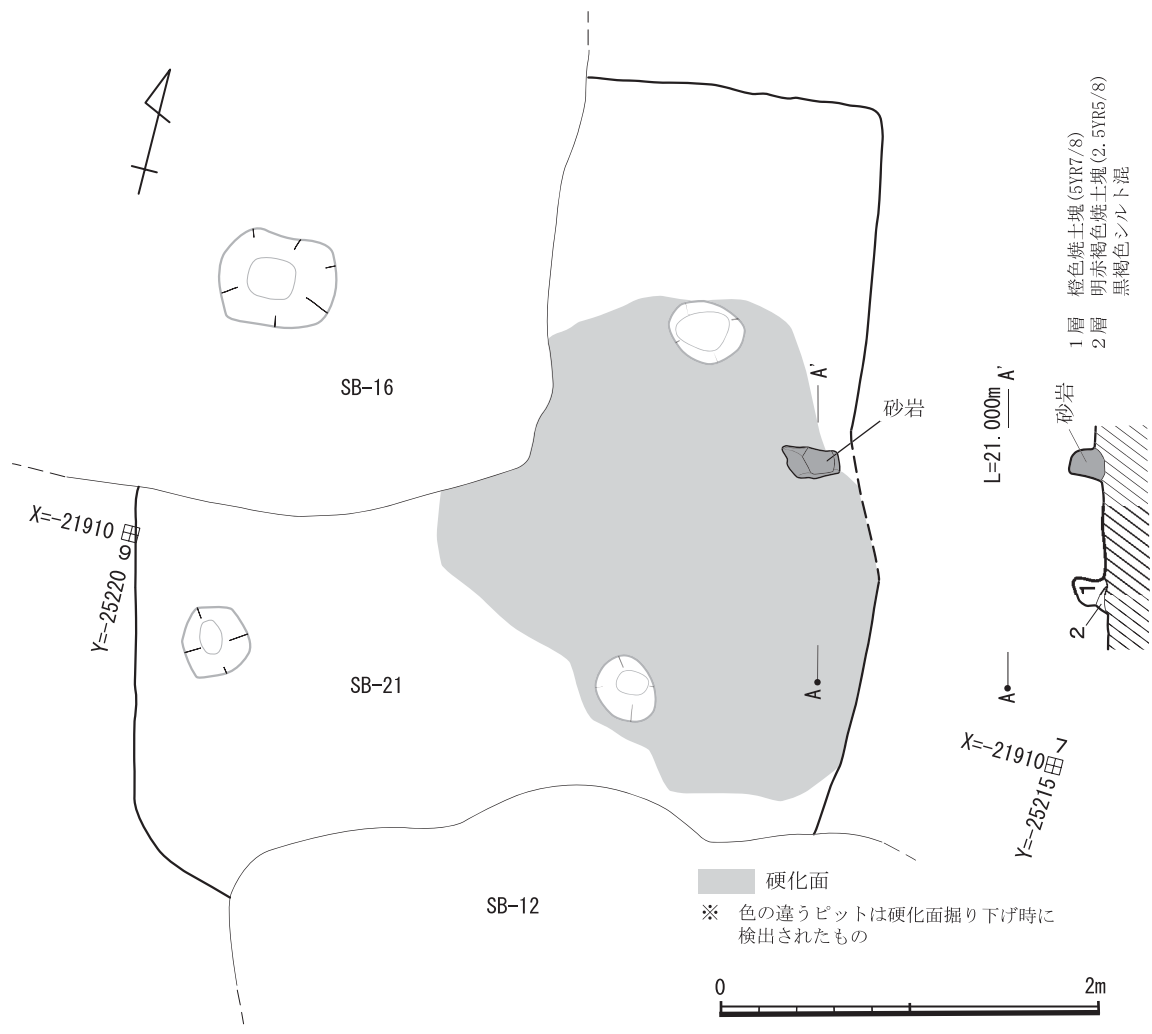 1層　橙色焼土塊(5YR7/8)
2層　明赤褐色焼土塊(2.5YR5/8)
黒褐色シルト混
SB-16
A'
砂岩
L=21.000m
A'
砂岩
X=-21910
9
Y=-25220
1
2
SB-21
A
A
X=-21910
7
Y=-25215
硬化面
※　色の違うピットは硬化面掘り下げ時に
検出されたもの
SB-12
0
2m